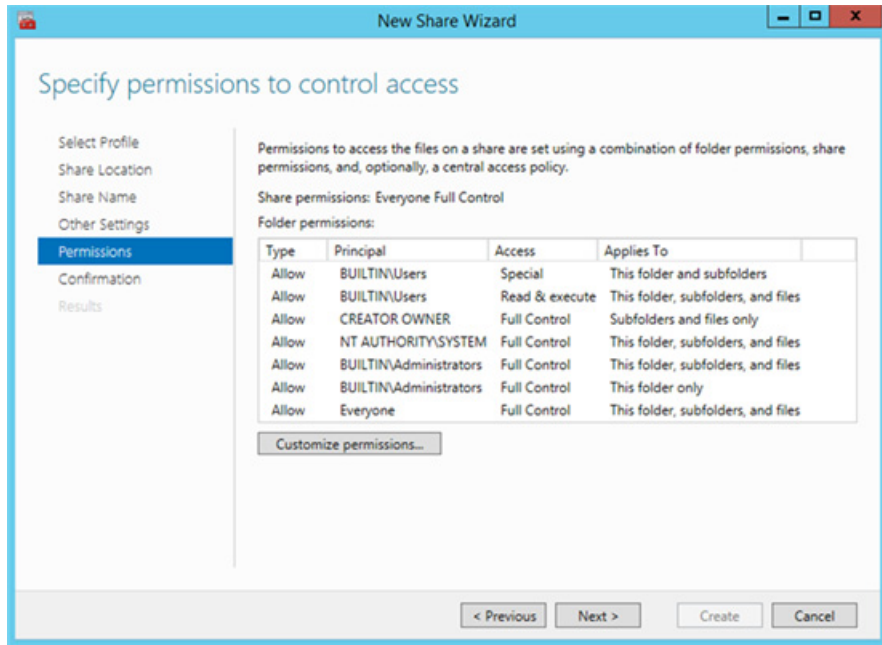 New Share Wizard
Specify permissions to control access
Select Profile
Share Location
Share Name
Other Settings
Permissions
Confirmation
Results
Permissions to access the files on a share are set using a combination of folder permissions, share
permissions, and, optionally, a central access policy.
Share permissions: Everyone Full Control
Folder permissions:
Type Principal Access Applies To
Allow BUILTIN\Users Special This folder and subfolders
Allow BUILTIN\Users Read & execute This folder, subfolders, and files
Allow CREATOR OWNER Full Control Subfolders and files only
Allow NT AUTHORITY\SYSTEM Full Control This folder, subfolders, and files
Allow BUILTIN\Administrators Full Control This folder, subfolders, and files
Allow BUILTIN\Administrators Full Control This folder only
Allow Everyone Full Control This folder, subfolders, and files
Customize permissions...
< Previous Next > Create Cancel